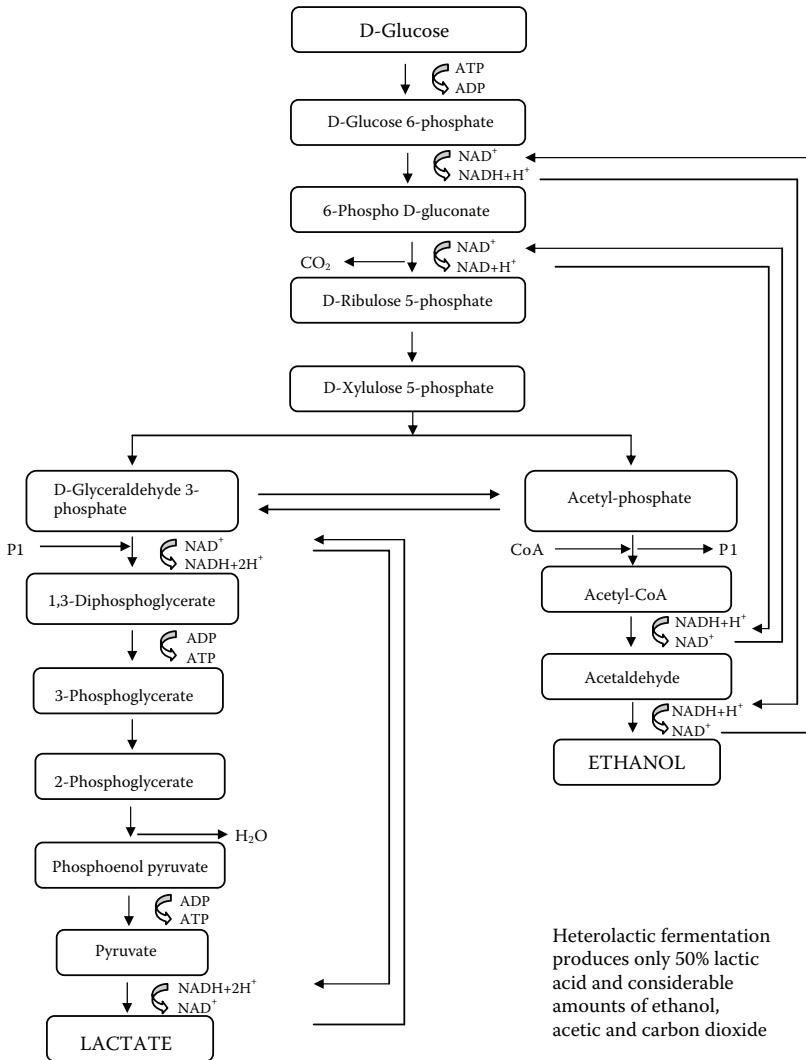 D-Glucose
ATP
ADP
D-Glucose 6-phosphate
NAD⁺
NADH+H⁺
6-Phospho D-gluconate
CO₂
NAD⁺
NAD+H⁺
D-Ribulose 5-phosphate
D-Xylulose 5-phosphate
D-Glyceraldehyde 3-
phosphate
P1
NAD⁺
NADH+2H⁺
1,3-Diphosphoglycerate
ADP
ATP
3-Phosphoglycerate
2-Phosphoglycerate
H₂O
Phosphoenol pyruvate
ADP
ATP
Pyruvate
NADH+2H⁺
NAD⁺
LACTATE
Acetyl-phosphate
CoA
P1
Acetyl-CoA
NADH+H⁺
NAD⁺
Acetaldehyde
NADH+H⁺
NAD⁺
ETHANOL
Heterolactic fermentation
produces only 50% lactic
acid and considerable
amounts of ethanol,
acetic and carbon dioxide